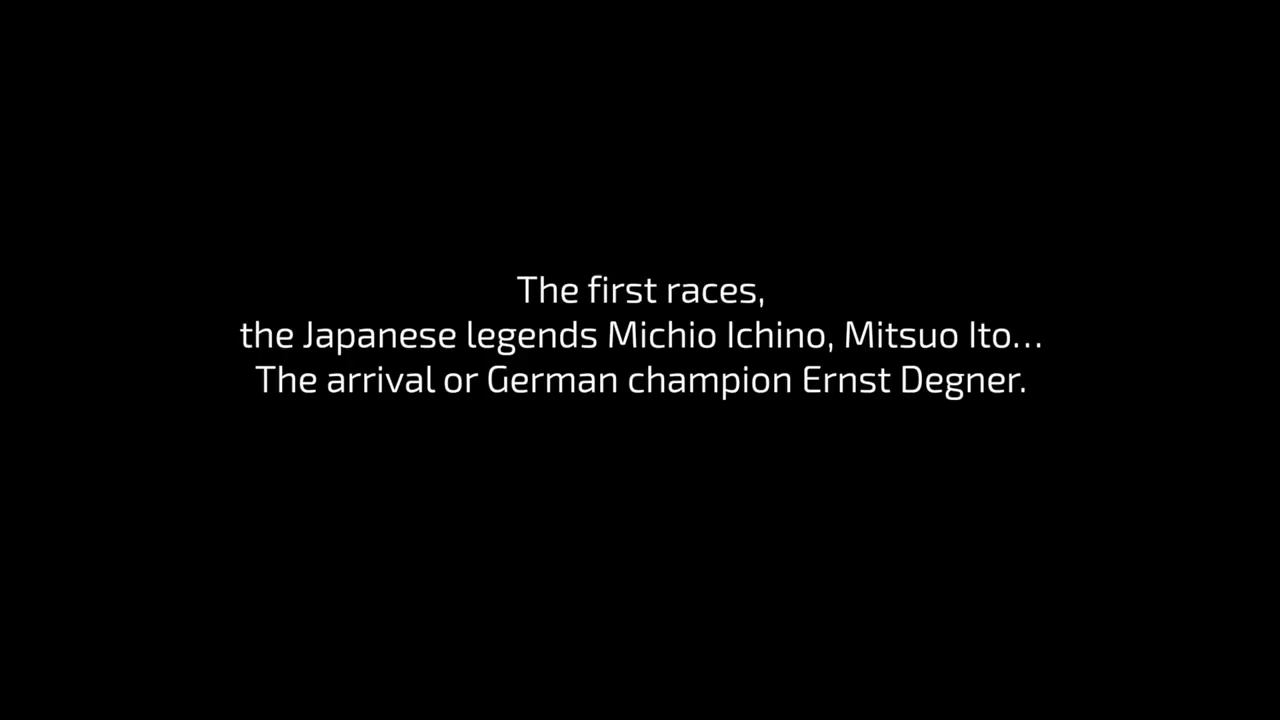 The first races,
the Japanese legends Michio Ichino, Mitsuo Ito…
The arrival or German champion Ernst Degner.